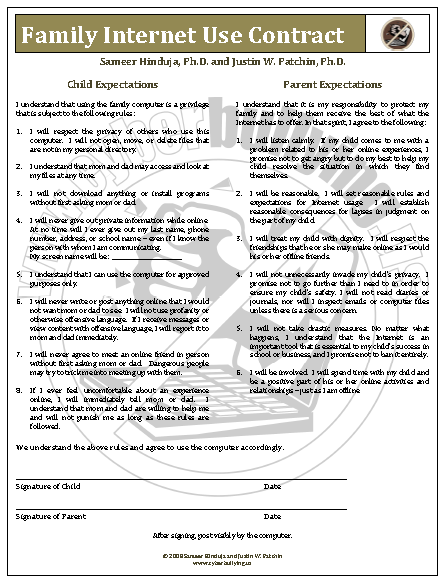 Family Internet Use Contract
Sameer Hinduja, Ph.D. and Justin W. Patchin, Ph.D.
Child Expectations
I understand that using the family computer is a privilege
that is subject to the following rules:
1. I will respect the privacy of others who use this
computer. I will not open, move, or delete files that
are not in my personal directory.
2. I understand that mom and dad may access and look at
my files at any time.
3. I will not download anything or install programs
without first asking mom or dad.
4. I will never give out private information while online.
At no time will I ever give out my last name, phone
number, address, or school name – even if I know the
person with whom I am communicating.
My screen name will be:
5. I understand that I can use the computer for approved
purposes only.
6. I will never write or post anything online that I would
not want mom or dad to see. I will not use profanity or
otherwise offensive language. If I receive messages or
view content with offensive language, I will report it to
mom and dad immediately.
7. I will never agree to meet an online friend in person
without first asking mom or dad. Dangerous people
may try to trick me into meeting up with them.
8. If I ever feel uncomfortable about an experience
online, I will immediately tell mom or dad. I
understand that mom and dad are willing to help me
and will not punish me as long as these rules are
followed.
Parent Expectations
I understand that it is my responsibility to protect my
family and to help them receive the best of what the
Internet has to offer. In that spirit, I agree to the following:
1. I will listen calmly. If my child comes to me with a
problem related to his or her online experiences, I
promise not to get angry but to do my best to help my
child resolve the situation in which they find
themselves.
2. I will be reasonable. I will set reasonable rules and
expectations for Internet usage. I will establish
reasonable consequences for lapses in judgment on
the part of my child.
3. I will treat my child with dignity. I will respect the
friendships that he or she may make online as I would
his or her offline friends.
4. I will not unnecessarily invade my child's privacy. I
promise not to go further than I need to in order to
ensure my child's safety. I will not read diaries or
journals, nor will I inspect emails or computer files
unless there is a serious concern.
5. I will not take drastic measures. No matter what
happens, I understand that the Internet is an
important tool that is essential to my child's success in
school or business, and I promise not to ban it entirely.
6. I will be involved. I will spend time with my child and
be a positive part of his or her online activities and
relationships – just as I am offline.
We understand the above rules and agree to use the computer accordingly.
Signature of Child Date
Signature of Parent Date
After signing, post visibly by the computer.
© 2008 Sameer Hinduja and Justin W. Patchin
www.cyberbullying.us